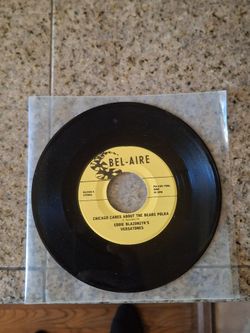 BEL-AIRE
CHICAGO CARES ABOUT THE BEARS POLKA
EDDIE BLAZONCZYK'S
VERSATONES